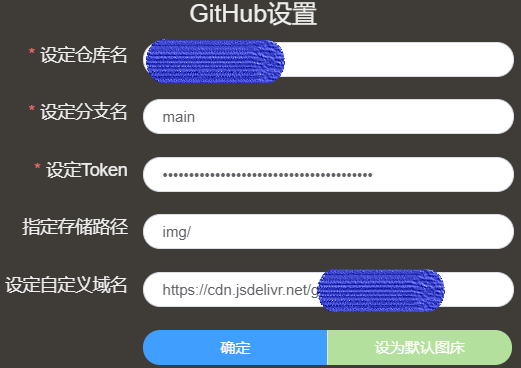 GitHub设置
* 设定仓库名
* 设定分支名 main
* 设定Token ••••••••••••••••••••••••••••••••••••••••
指定存储路径 img/
设定自定义域名 https://cdn.jsdelivr.net/g
确定 设为默认图床